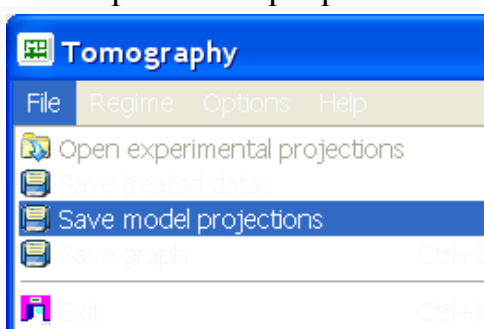 Tomography
File Regime Options Help
Open experimental projections
Save treated datas
Save model projections
Save graph Ctrl+S
Exit Ctrl+X